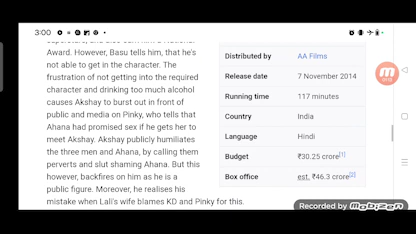 3:00
Award. However, Basu tells him, that he's
not able to get in the character. The
frustration of not getting into the required
character and drinking too much alcohol
causes Akshay to burst out in front of
public and media on Pinky, who tells that
Ahana had promised sex if he gets her to
meet Akshay. Akshay publicly humiliates
the three men and Ahana, by calling them
perverts and slut shaming Ahana. But this
however, backfires on him as he is a
public figure. Moreover, he realises his
mistake when Lali's wife blames KD and Pinky for this.
Distributed by AA Films
Release date 7 November 2014
Running time 117 minutes
Country India
Language Hindi
Budget ₹30.25 crore[1]
Box office est. ₹46.3 crore[2]
Recorded by MOBIZEN